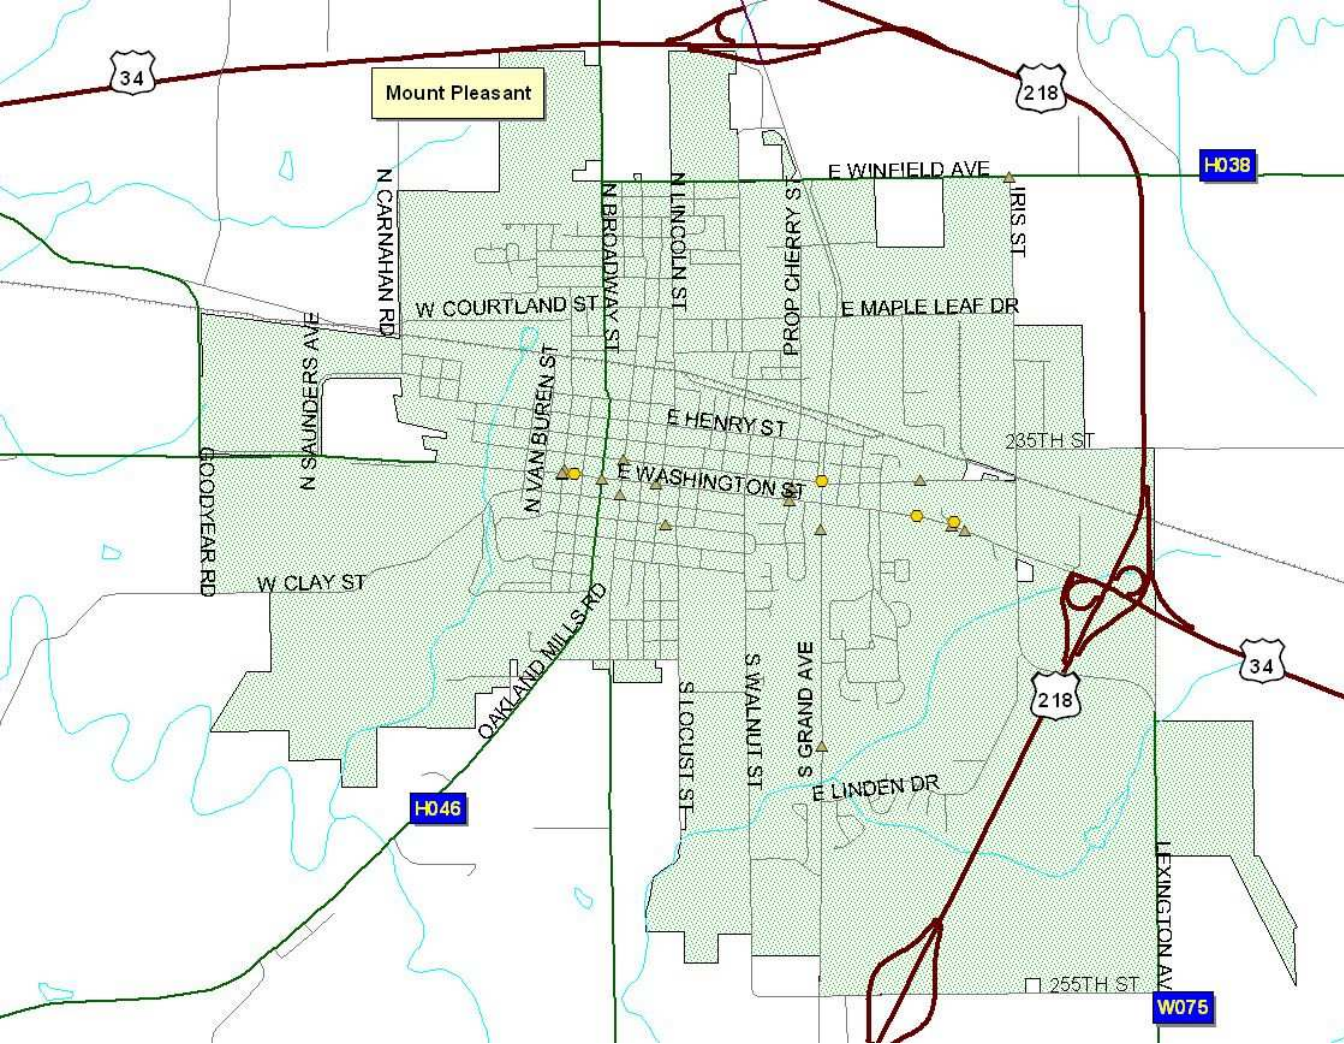 34
Mount Pleasant
218
H038
E WINFIELD AVE
N CARNAHAN RD
N BROADWAY ST
N LINCOLN ST
PROP CHERRY ST
IRIS ST
W COURTLAND ST
E MAPLE LEAF DR
N SAUNDERS AVE
N VAN BUREN ST
E HENRY ST
235TH ST
GOODYEAR RD
E WASHINGTON ST
W CLAY ST
OAKLAND MILLS RD
S LOCUST ST
S WALNUT ST
S GRAND AVE
34
218
E LINDEN DR
H046
LEXINGTON AV
255TH ST
W075